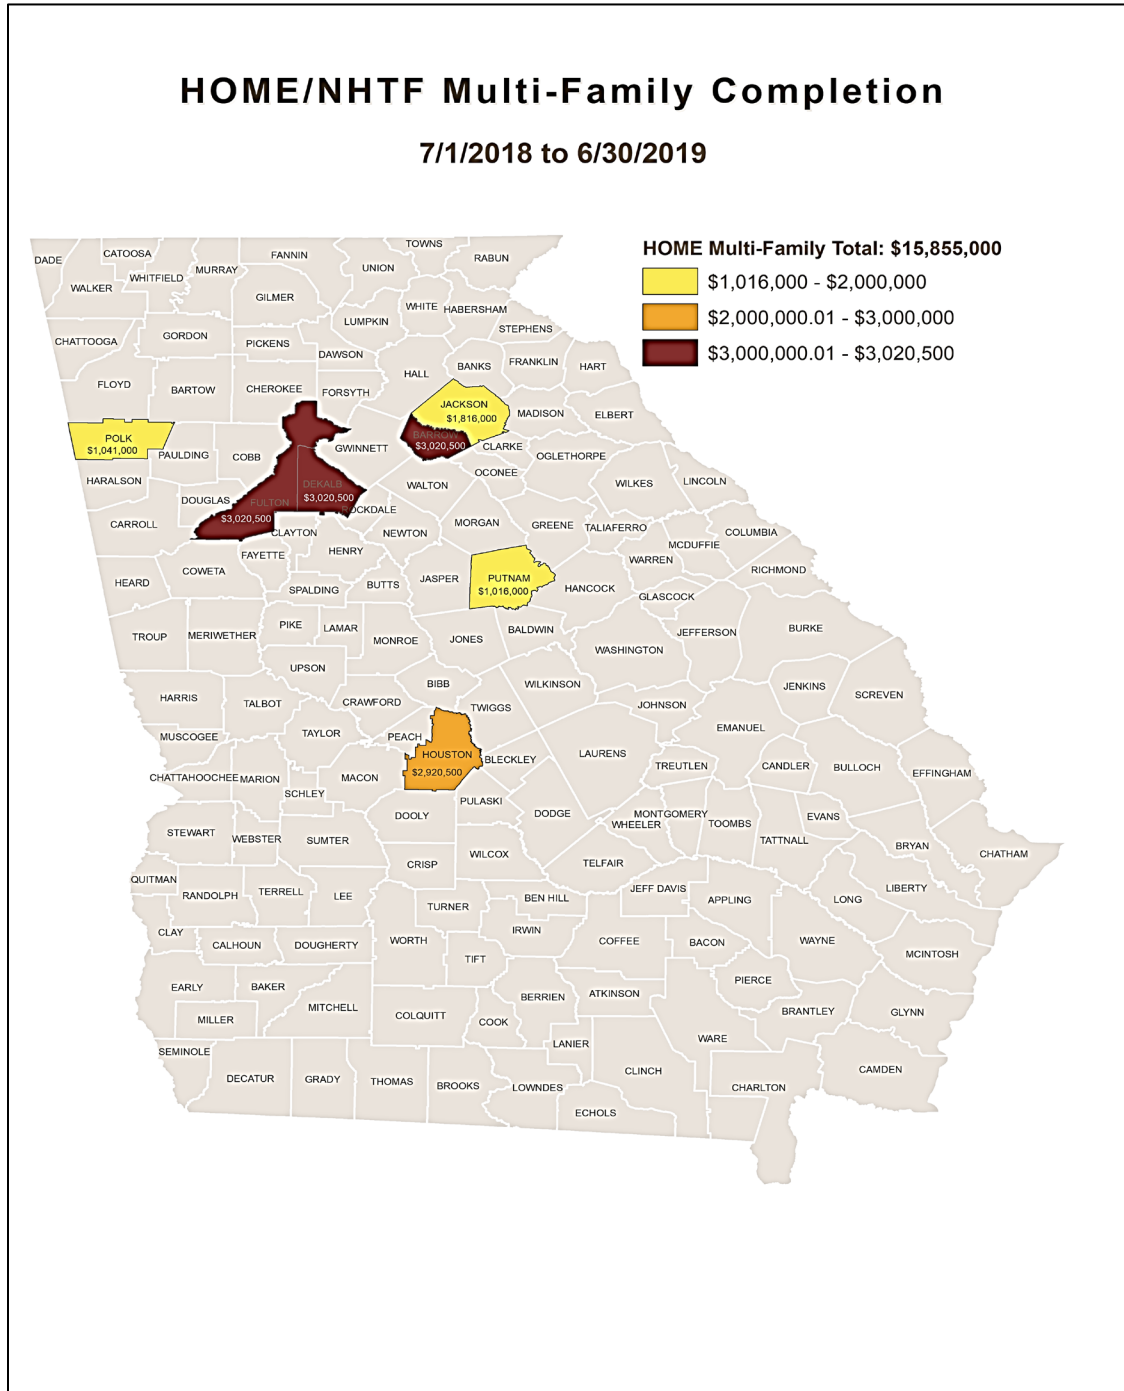 HOME/NHTF Multi-Family Completion
7/1/2018 to 6/30/2019
HOME Multi-Family Total: $15,855,000
$1,016,000 - $2,000,000
$2,000,000.01 - $3,000,000
$3,000,000.01 - $3,020,500
DADE
CATOOSA
WHITFIELD
MURRAY
FANNIN
UNION
TOWNS
RABUN
WALKER
GILMER
WHITE
HABERSHAM
LUMPKIN
STEPHENS
CHATTOOGA
GORDON
PICKENS
DAWSON
HALL
BANKS
FRANKLIN
HART
FLOYD
BARTOW
CHEROKEE
FORSYTH
JACKSON
$1,816,000
MADISON
ELBERT
POLK
$1,041,000
PAULDING
COBB
GWINNETT
BARROW
$3,020,500
CLARKE
OGLETHORPE
OCONEE
HARALSON
DOUGLAS
FULTON
$3,020,500
DEKALB
$3,020,500
ROCKDALE
WALTON
WILKES
LINCOLN
CARROLL
CLAYTON
NEWTON
MORGAN
GREENE
TALIAFERRO
COLUMBIA
MCDUFFIE
FAYETTE
HENRY
WARREN
RICHMOND
HEARD
COWETA
SPALDING
BUTTS
JASPER
PUTNAM
$1,016,000
HANCOCK
GLASCOCK
TROUP
MERIWETHER
PIKE
LAMAR
MONROE
JONES
BALDWIN
WASHINGTON
JEFFERSON
BURKE
UPSON
BIBB
WILKINSON
JENKINS
SCREVEN
HARRIS
TALBOT
CRAWFORD
TWIGGS
JOHNSON
EMANUEL
MUSCOGEE
TAYLOR
PEACH
HOUSTON
$2,920,500
BLECKLEY
LAURENS
TREUTLEN
CANDLER
BULLOCH
EFFINGHAM
CHATTAHOOCHEE
MARION
SCHLEY
MACON
PULASKI
DOOLY
DODGE
WHEELER
MONTGOMERY
TOOMBS
EVANS
TATTNALL
BRYAN
CHATHAM
STEWART
WEBSTER
SUMTER
CRISP
WILCOX
TELFAIR
QUITMAN
RANDOLPH
TERRELL
LEE
TURNER
BEN HILL
JEFF DAVIS
APPLING
LONG
LIBERTY
CLAY
CALHOUN
DOUGHERTY
WORTH
IRWIN
COFFEE
BACON
WAYNE
MCINTOSH
TIFT
EARLY
BAKER
MITCHELL
BERRIEN
ATKINSON
PIERCE
BRANTLEY
GLYNN
MILLER
COLQUITT
COOK
LANIER
WARE
SEMINOLE
DECATUR
GRADY
THOMAS
BROOKS
LOWNDES
CLINCH
CHARLTON
CAMDEN
ECHOLS